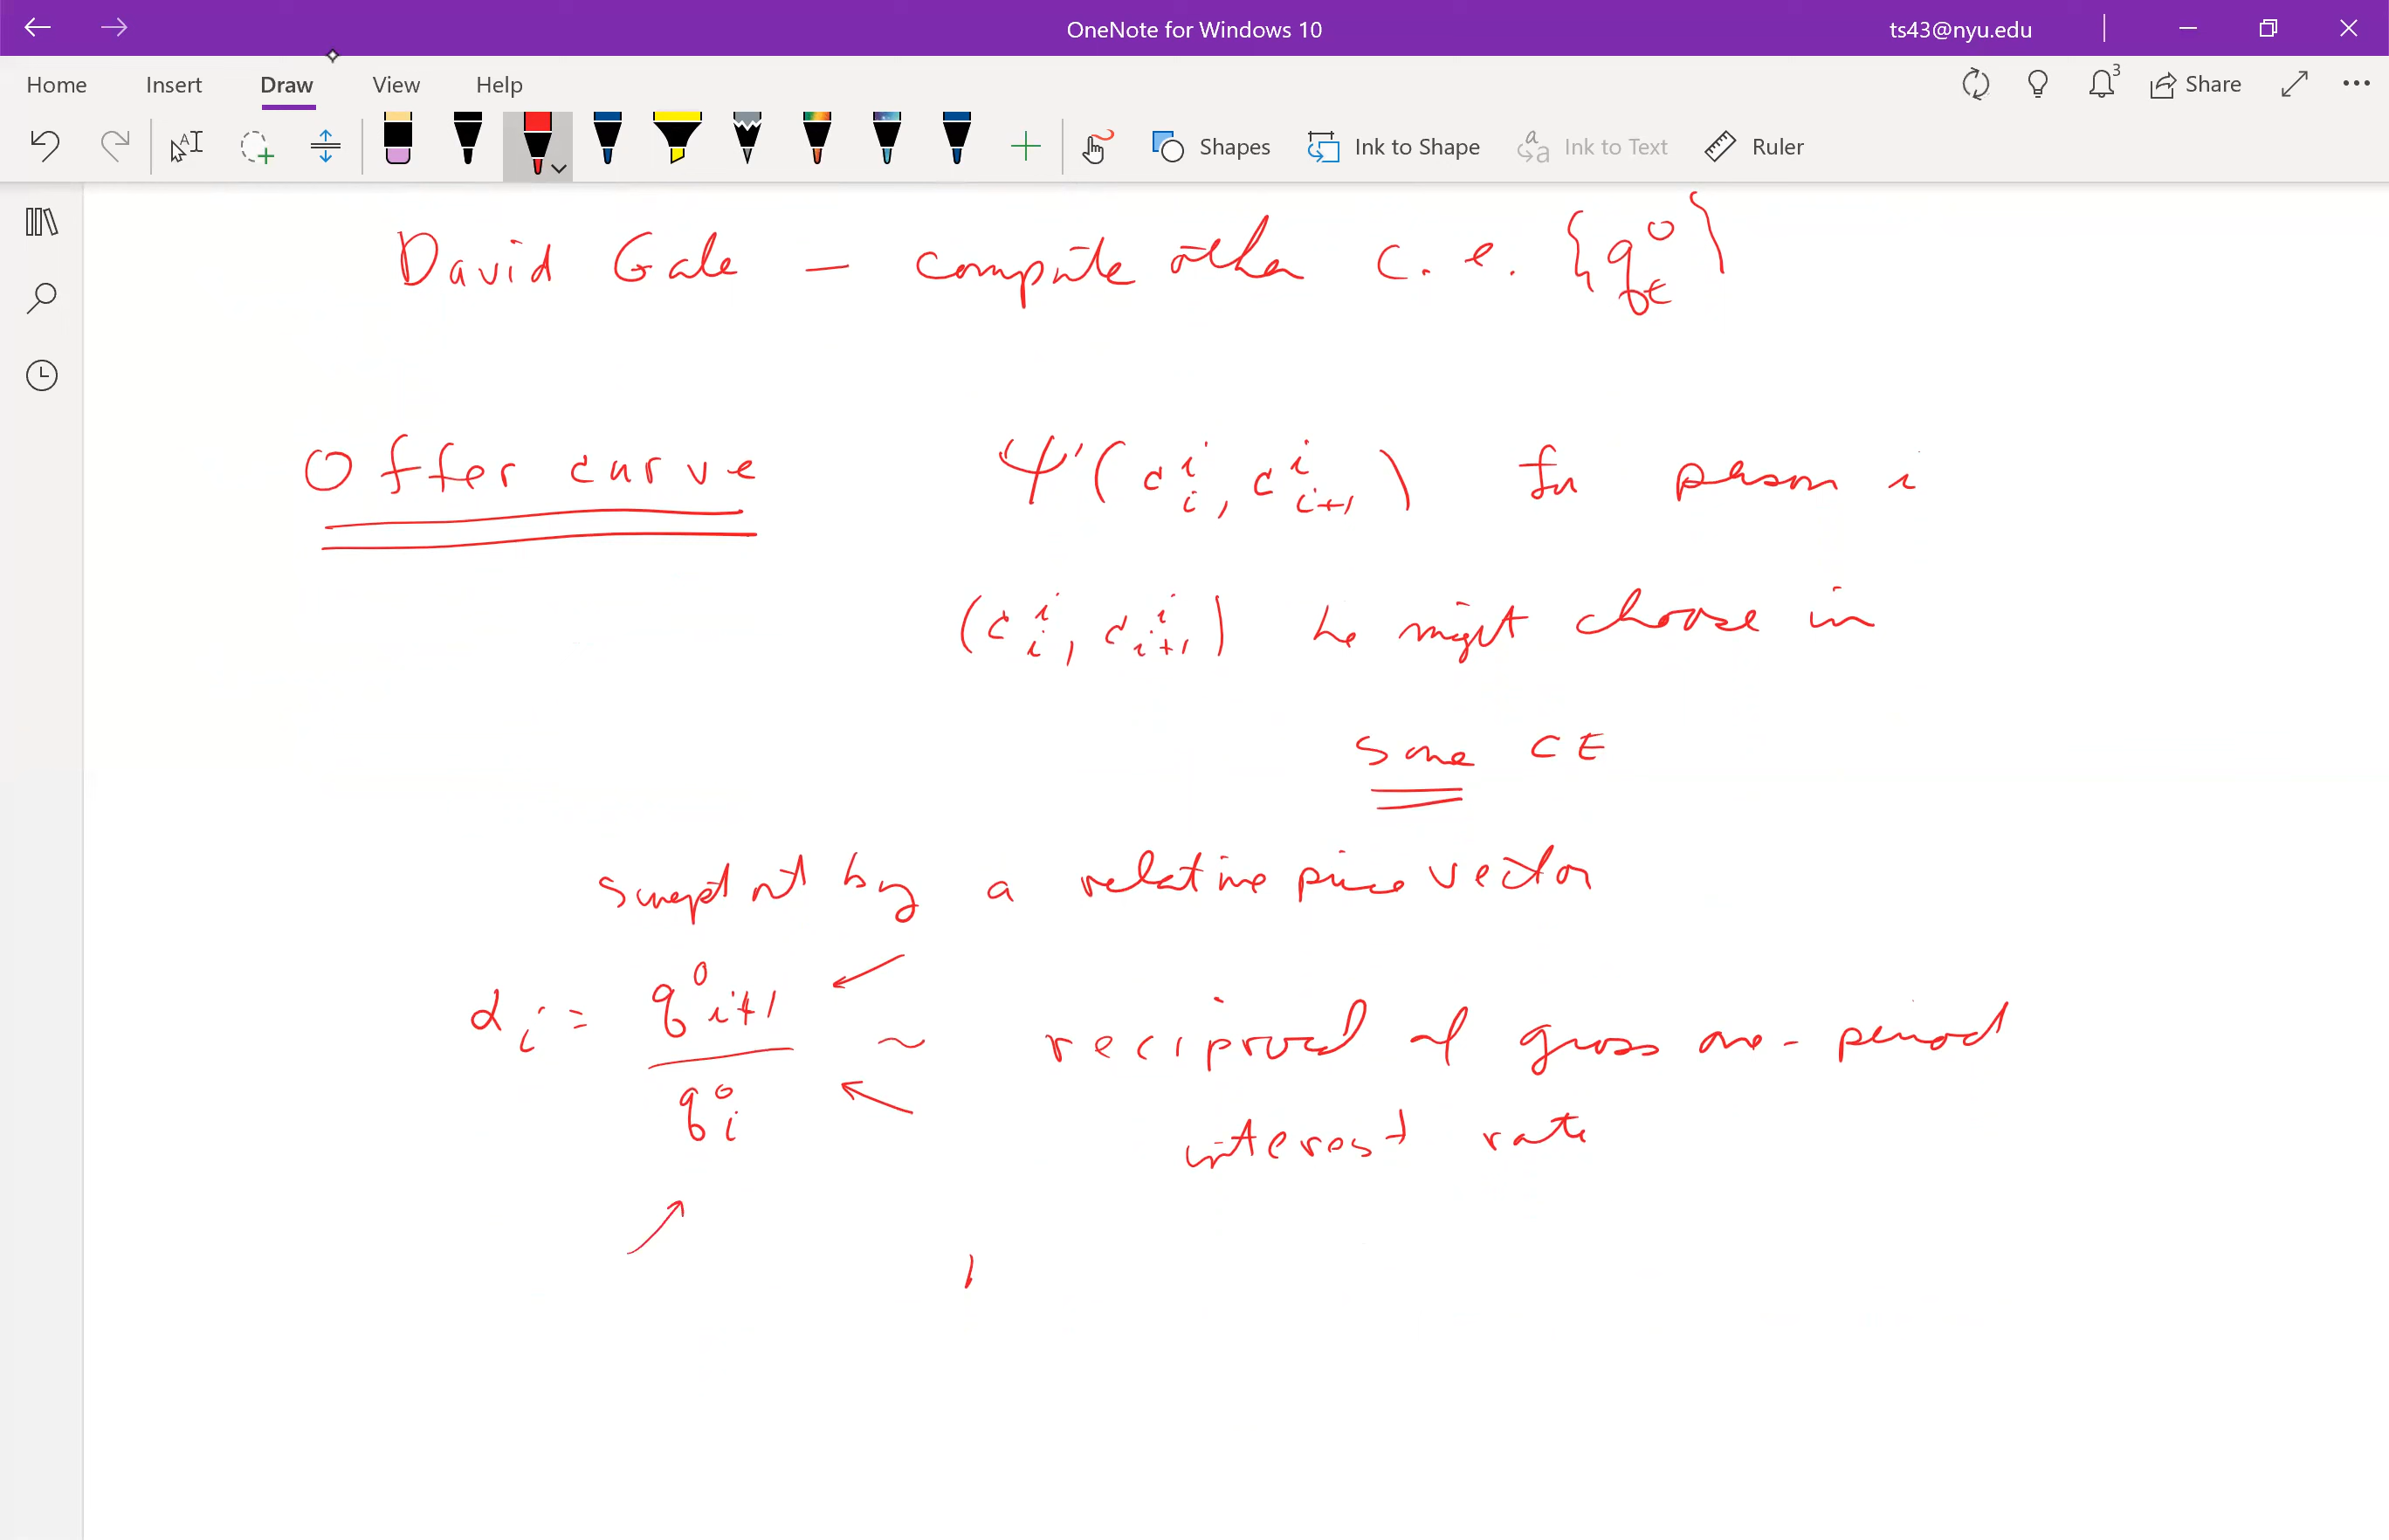 OneNote for Windows 10
ts43@nyu.edu
Home Insert Draw View Help
3
Share
Shapes Ink to Shape Ink to Text Ruler
David Gale — compute other c. e. {q⁰ₜ}
Offer curve ψ(cⁱᵢ, cⁱᵢ₊₁) for person i
(cⁱᵢ, cⁱᵢ₊₁) he might choose in
some CE
swept out by a relative price vector
αᵢ = q⁰ᵢ₊₁ / q⁰ᵢ ~ reciprocal of gross one-period
interest rate